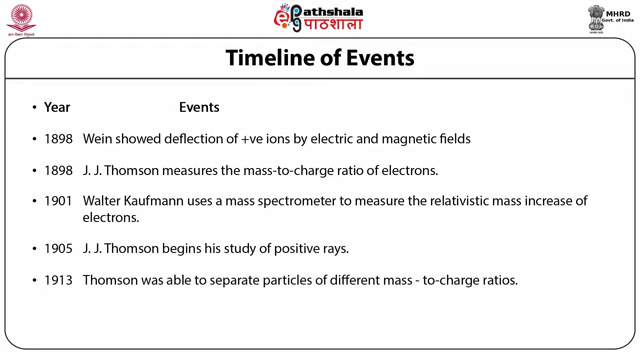 Pathshala
पाठशाला
MHRD
Govt. of India
Timeline of Events
• Year Events
• 1898 Wein showed deflection of +ve ions by electric and magnetic fields
• 1898 J. J. Thomson measures the mass-to-charge ratio of electrons.
• 1901 Walter Kaufmann uses a mass spectrometer to measure the relativistic mass increase of
electrons.
• 1905 J. J. Thomson begins his study of positive rays.
• 1913 Thomson was able to separate particles of different mass - to-charge ratios.